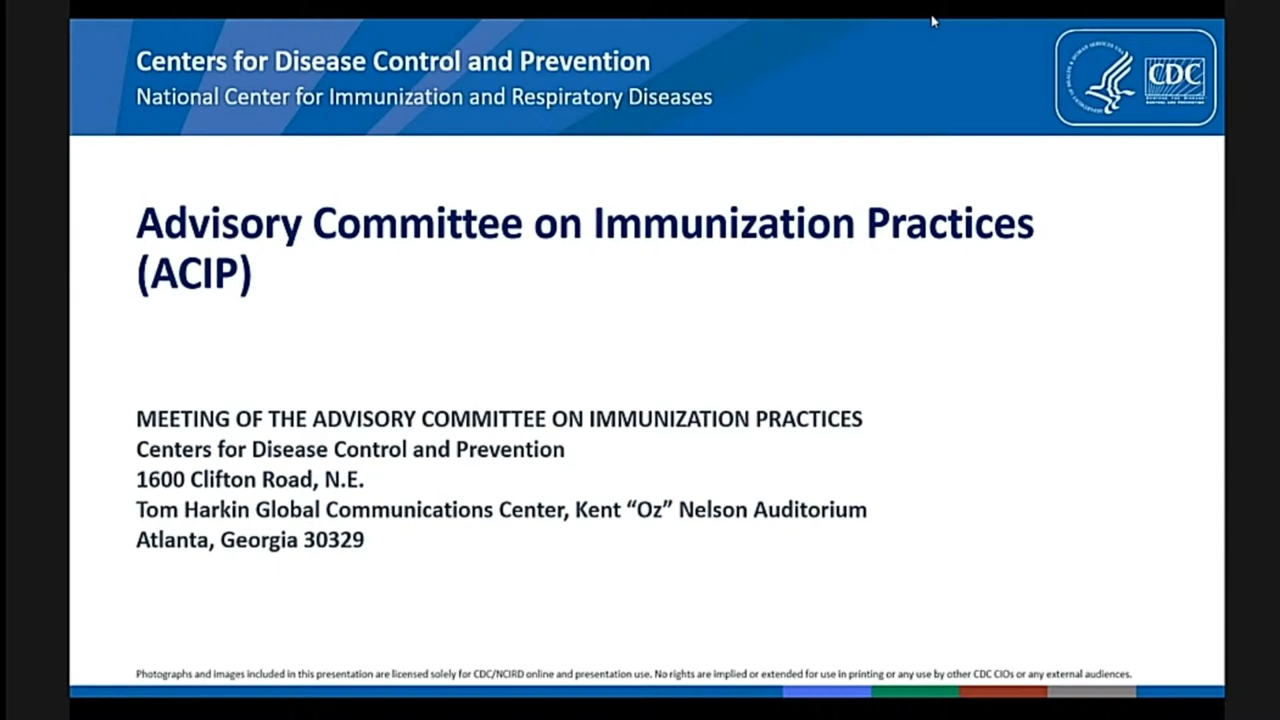 Centers for Disease Control and Prevention
National Center for Immunization and Respiratory Diseases
CDC
Advisory Committee on Immunization Practices
(ACIP)
MEETING OF THE ADVISORY COMMITTEE ON IMMUNIZATION PRACTICES
Centers for Disease Control and Prevention
1600 Clifton Road, N.E.
Tom Harkin Global Communications Center, Kent “Oz” Nelson Auditorium
Atlanta, Georgia 30329
Photographs and images included in this presentation are licensed solely for CDC/NCIRD online and presentation use. No rights are implied or extended for use in printing or any use by other CDC CIOs or any external audiences.